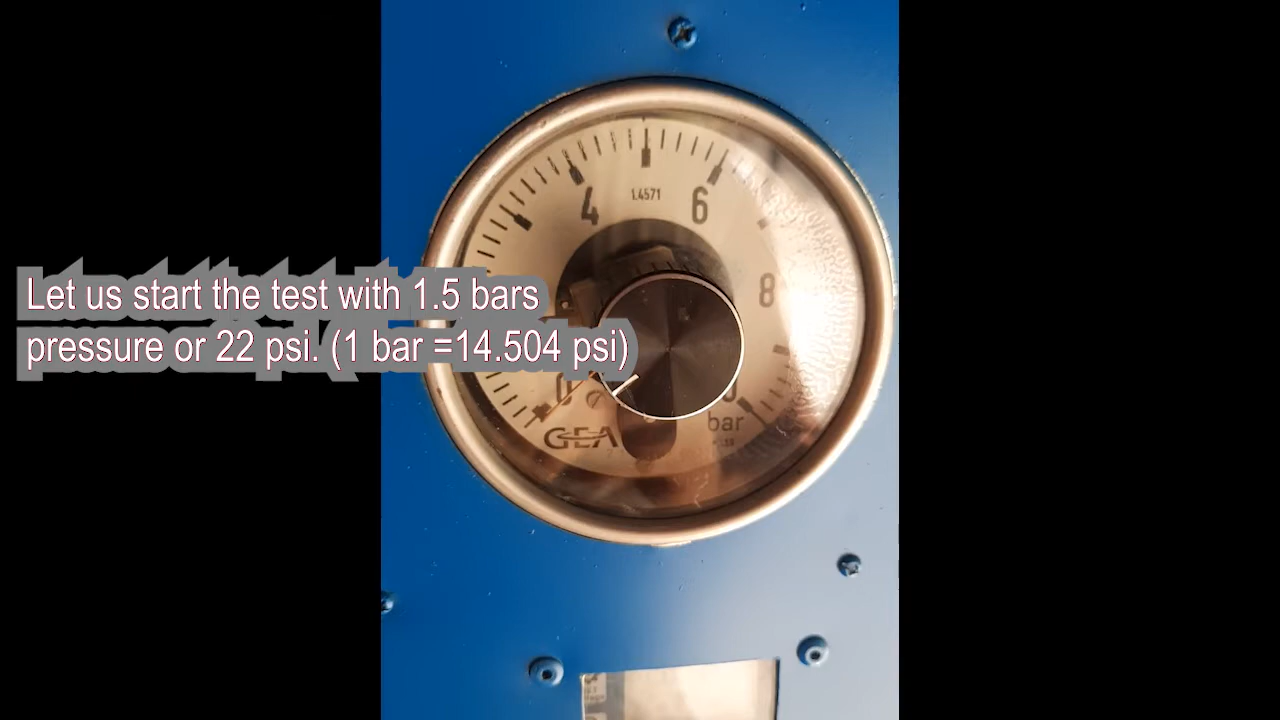 1.4571
4
6
Let us start the test with 1.5 bars
8
pressure or 22 psi. (1 bar =14.504 psi)
0
bar
GEA